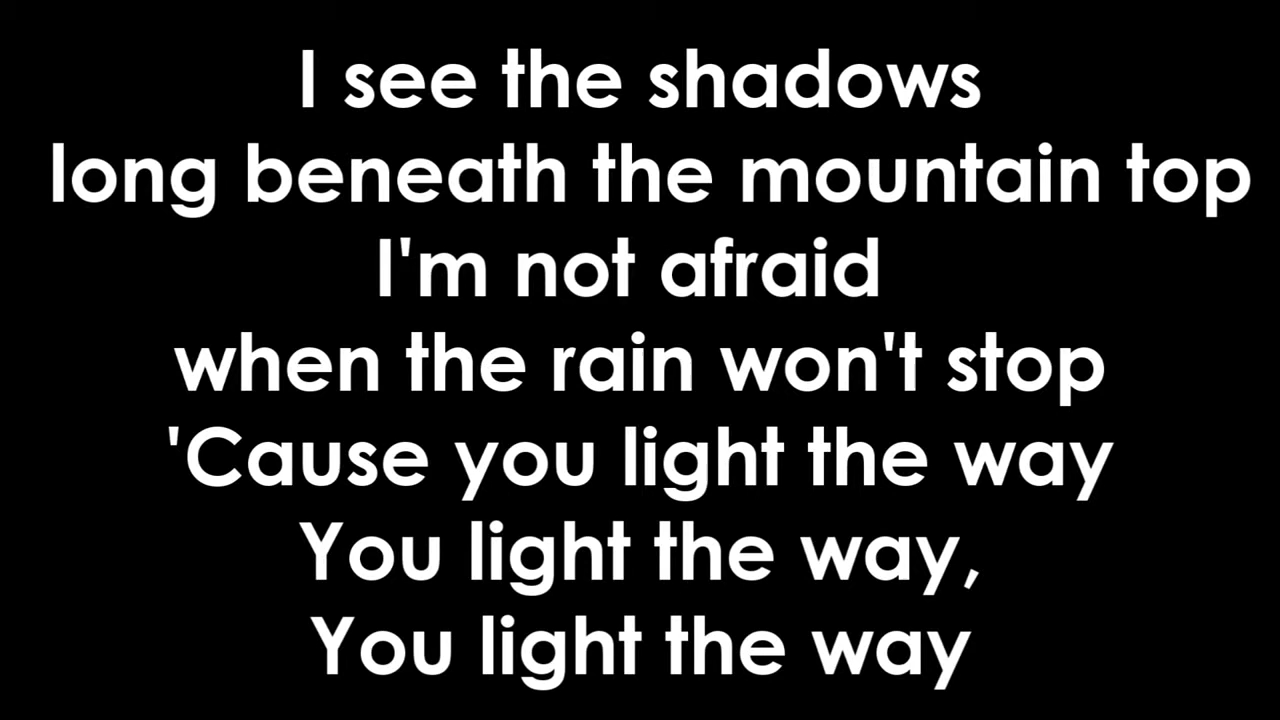 I see the shadows
long beneath the mountain top
I'm not afraid
when the rain won't stop
'Cause you light the way
You light the way,
You light the way